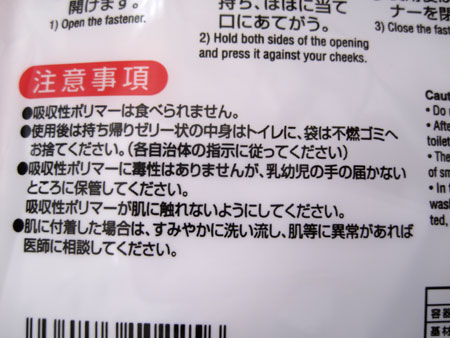 開けます。
1) Open the fastener.
持ち、ほほに当て
口にあてがう。
2) Hold both sides of the opening
and press it against your cheeks.
ナーを閉
3) Close the faste
注意事項
●吸収性ポリマーは食べられません。
●使用後は持ち帰りゼリー状の中身はトイレに、袋は不燃ゴミへ
お捨てください。(各自治体の指示に従ってください)
●吸収性ポリマーに毒性はありませんが、乳幼児の手の届かない
ところに保管してください。
吸収性ポリマーが肌に触れないようにしてください。
●肌に付着した場合は、すみやかに洗い流し、肌等に異常があれば
医師に相談してください。
Cau
• Do
• Afte
toilet
• The
of sm
• In t
wash
ted,
容器
基材